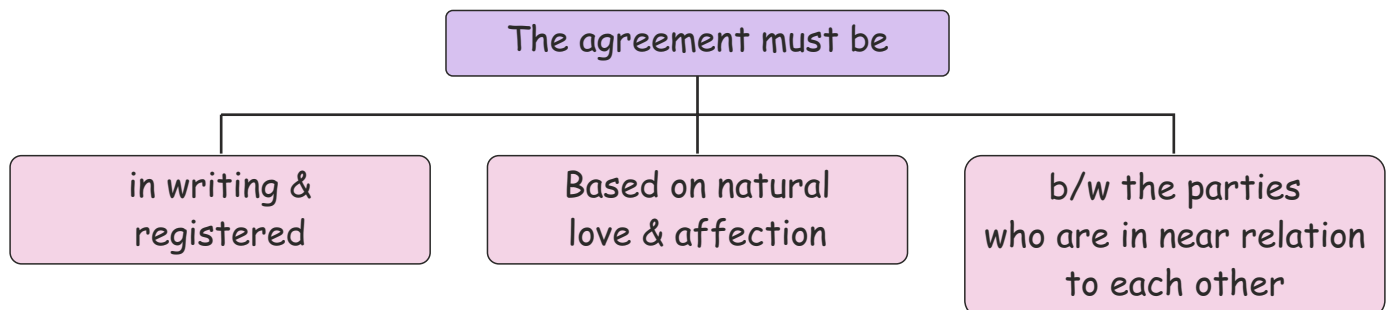 The agreement must be
in writing &
registered
Based on natural
love & affection
b/w the parties
who are in near relation
to each other